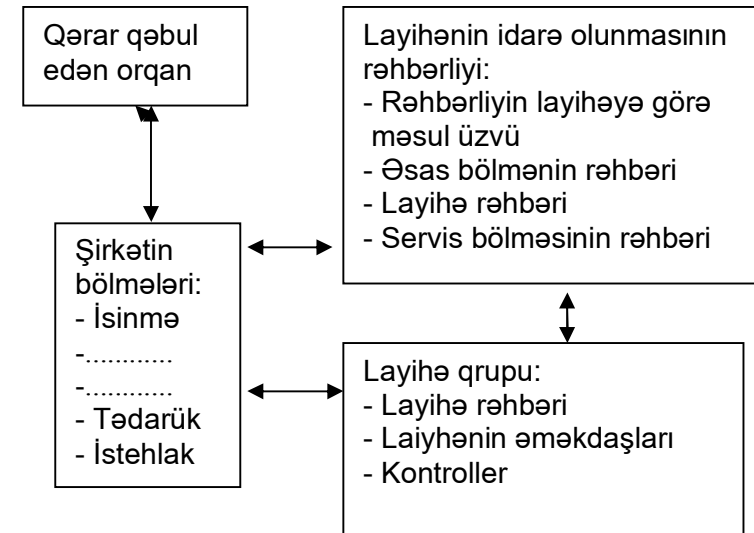 Qərar qəbul
edən orqan
Layihənin idarə olunmasının
rəhbərliyi:
- Rəhbərliyin layihəyə görə
məsul üzvü
- Əsas bölmənin rəhbəri
- Layihə rəhbəri
- Servis bölməsinin rəhbəri
Şirkətin
bölmələri:
- İsinmə
-............
-............
- Tədarük
- İstehlak
Layihə qrupu:
- Layihə rəhbəri
- Laiyhənin əməkdaşları
- Kontroller